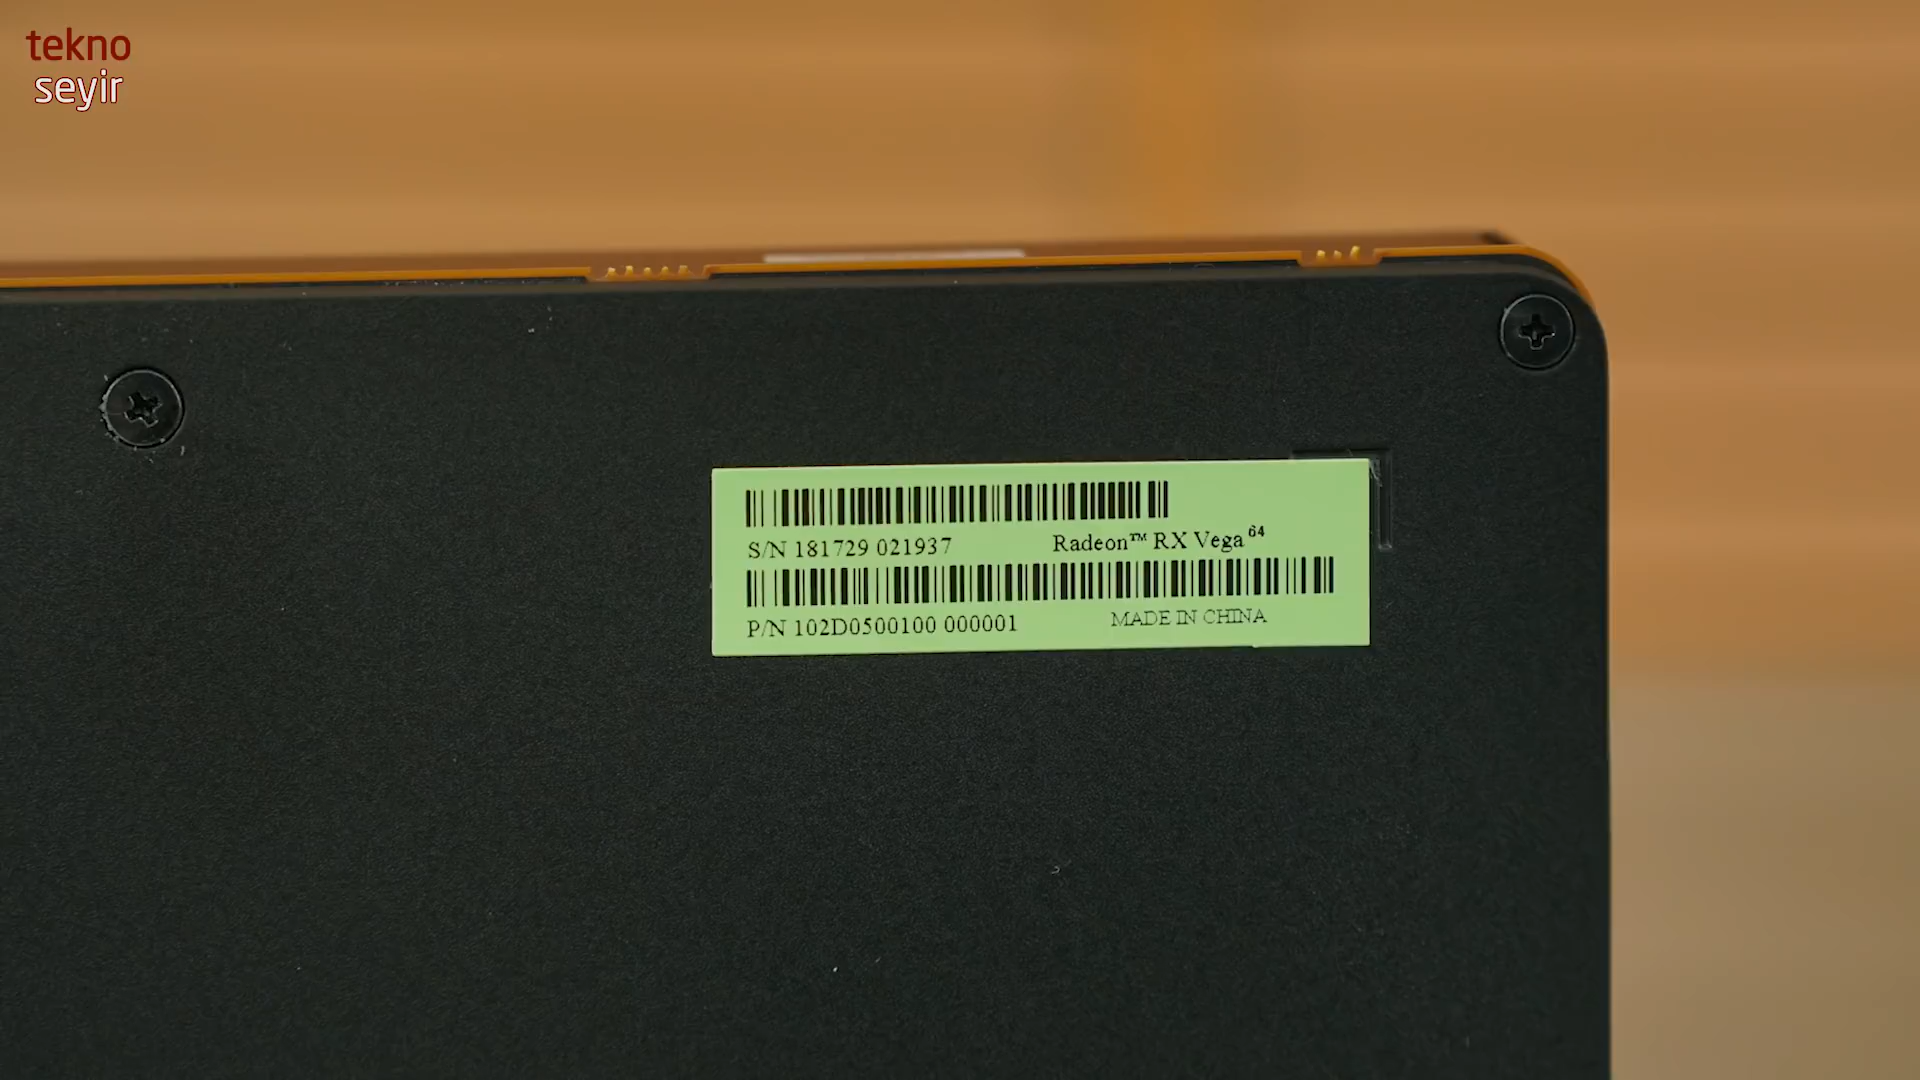 tekno
seyir
S/N 181729 021937 Radeon™ RX Vega 64
P/N 102D0500100 000001 MADE IN CHINA